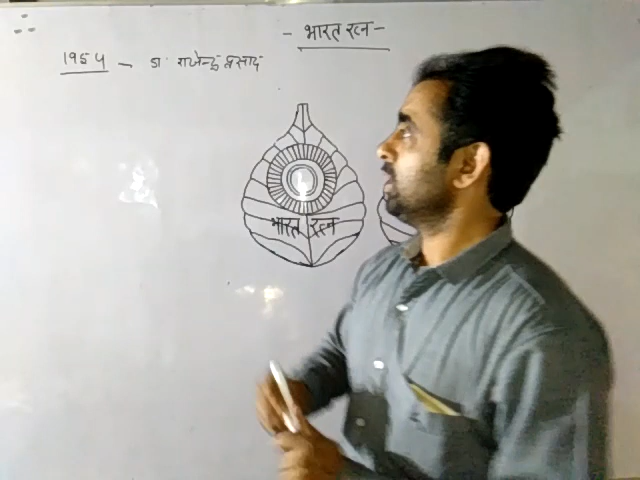 - भारत रत्न -
1954 - डा॰ राजेन्द्र प्रसाद
भारत रत्न